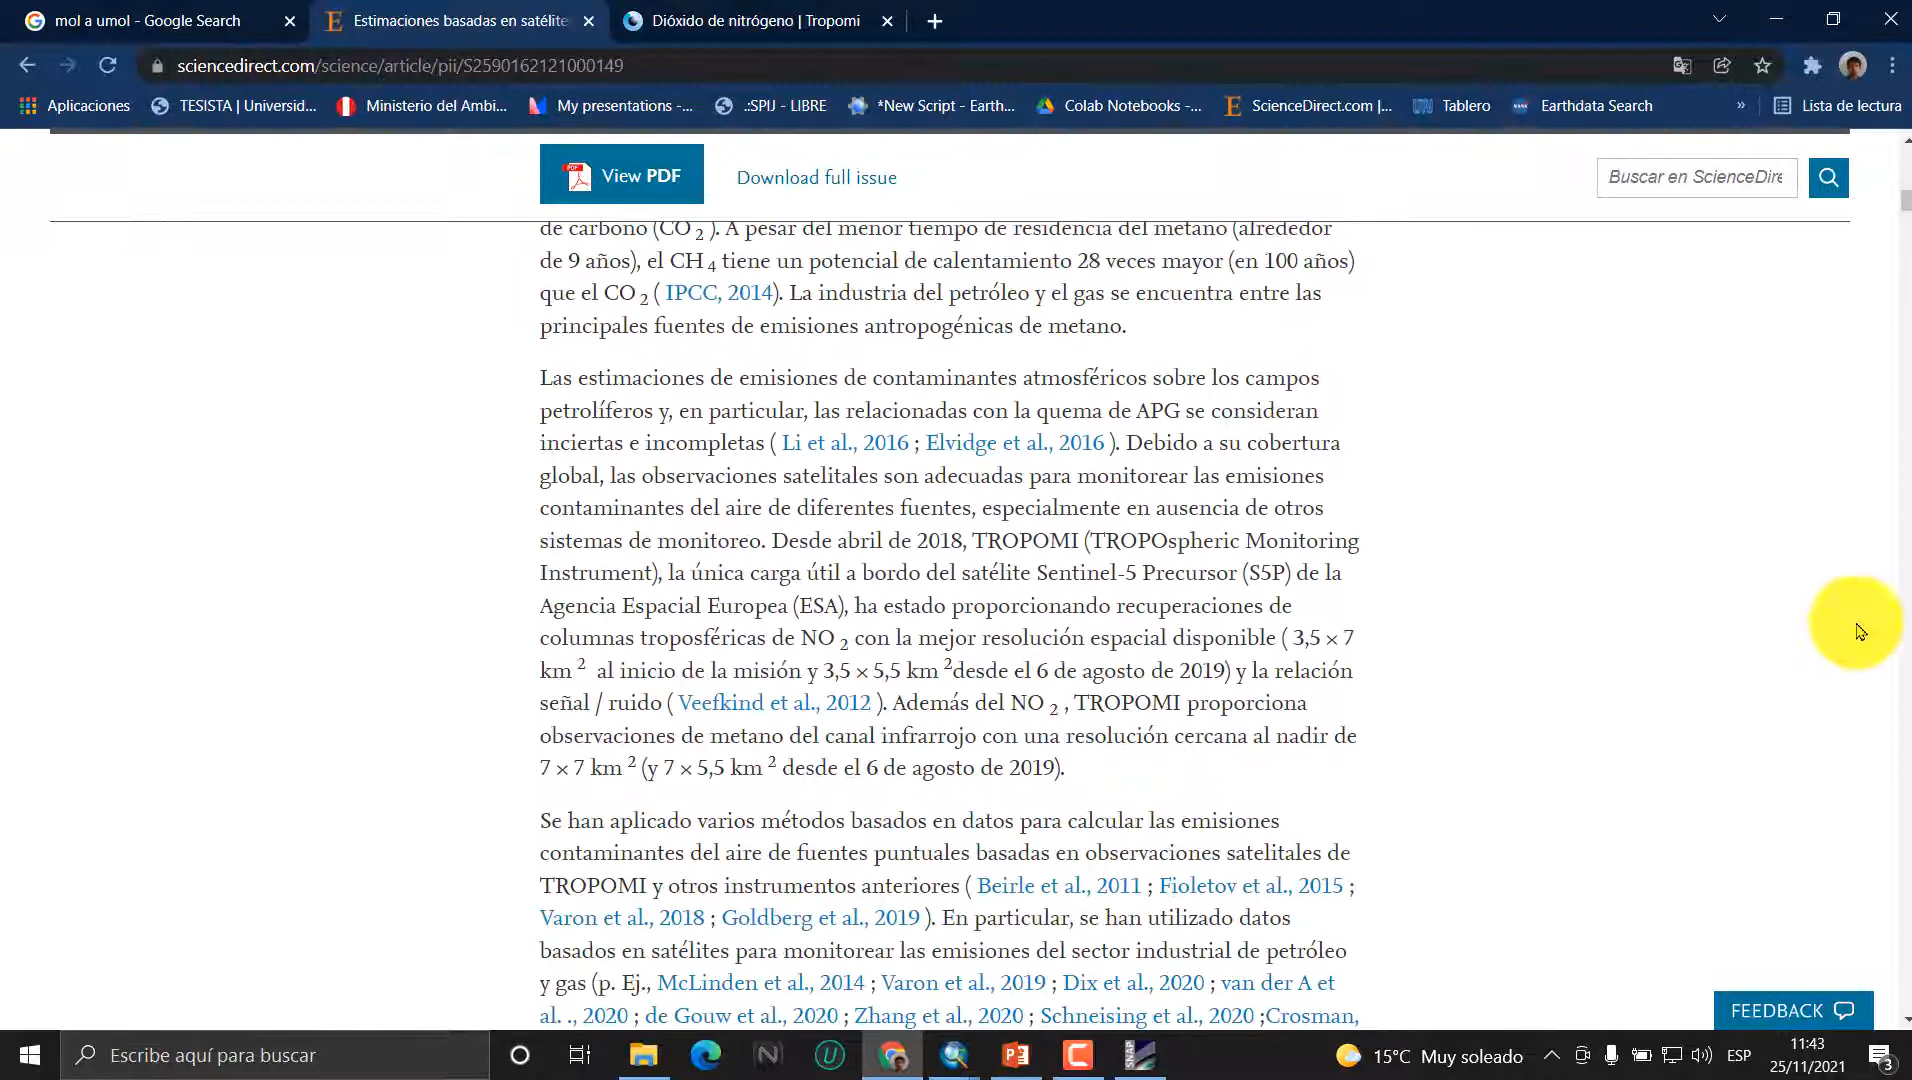 mol a umol - Google Search
Estimaciones basadas en satélite
Dióxido de nitrógeno | Tropomi
sciencedirect.com/science/article/pii/S2590162121000149
Aplicaciones
TESISTA | Universid...
Ministerio del Ambi...
My presentations -...
.:SPIJ - LIBRE
*New Script - Earth...
Colab Notebooks -...
ScienceDirect.com |...
Tablero
Earthdata Search
»
Lista de lectura
View PDF
Download full issue
Buscar en ScienceDire
de carbono (CO 2 ). A pesar del menor tiempo de residencia del metano (alrededor
de 9 años), el CH 4 tiene un potencial de calentamiento 28 veces mayor (en 100 años)
que el CO 2 ( IPCC, 2014). La industria del petróleo y el gas se encuentra entre las
principales fuentes de emisiones antropogénicas de metano.
Las estimaciones de emisiones de contaminantes atmosféricos sobre los campos
petrolíferos y, en particular, las relacionadas con la quema de APG se consideran
inciertas e incompletas ( Li et al., 2016 ; Elvidge et al., 2016 ). Debido a su cobertura
global, las observaciones satelitales son adecuadas para monitorear las emisiones
contaminantes del aire de diferentes fuentes, especialmente en ausencia de otros
sistemas de monitoreo. Desde abril de 2018, TROPOMI (TROPOspheric Monitoring
Instrument), la única carga útil a bordo del satélite Sentinel-5 Precursor (S5P) de la
Agencia Espacial Europea (ESA), ha estado proporcionando recuperaciones de
columnas troposféricas de NO 2 con la mejor resolución espacial disponible ( 3,5 × 7
km 2 al inicio de la misión y 3,5 × 5,5 km 2desde el 6 de agosto de 2019) y la relación
señal / ruido ( Veefkind et al., 2012 ). Además del NO 2 , TROPOMI proporciona
observaciones de metano del canal infrarrojo con una resolución cercana al nadir de
7 × 7 km 2 (y 7 × 5,5 km 2 desde el 6 de agosto de 2019).
Se han aplicado varios métodos basados en datos para calcular las emisiones
contaminantes del aire de fuentes puntuales basadas en observaciones satelitales de
TROPOMI y otros instrumentos anteriores ( Beirle et al., 2011 ; Fioletov et al., 2015 ;
Varon et al., 2018 ; Goldberg et al., 2019 ). En particular, se han utilizado datos
basados en satélites para monitorear las emisiones del sector industrial de petróleo
y gas (p. Ej., McLinden et al., 2014 ; Varon et al., 2019 ; Dix et al., 2020 ; van der A et
al. ., 2020 ; de Gouw et al., 2020 ; Zhang et al., 2020 ; Schneising et al., 2020 ;Crosman,
FEEDBACK
Escribe aquí para buscar
15°C Muy soleado
ESP
11:43
25/11/2021
3